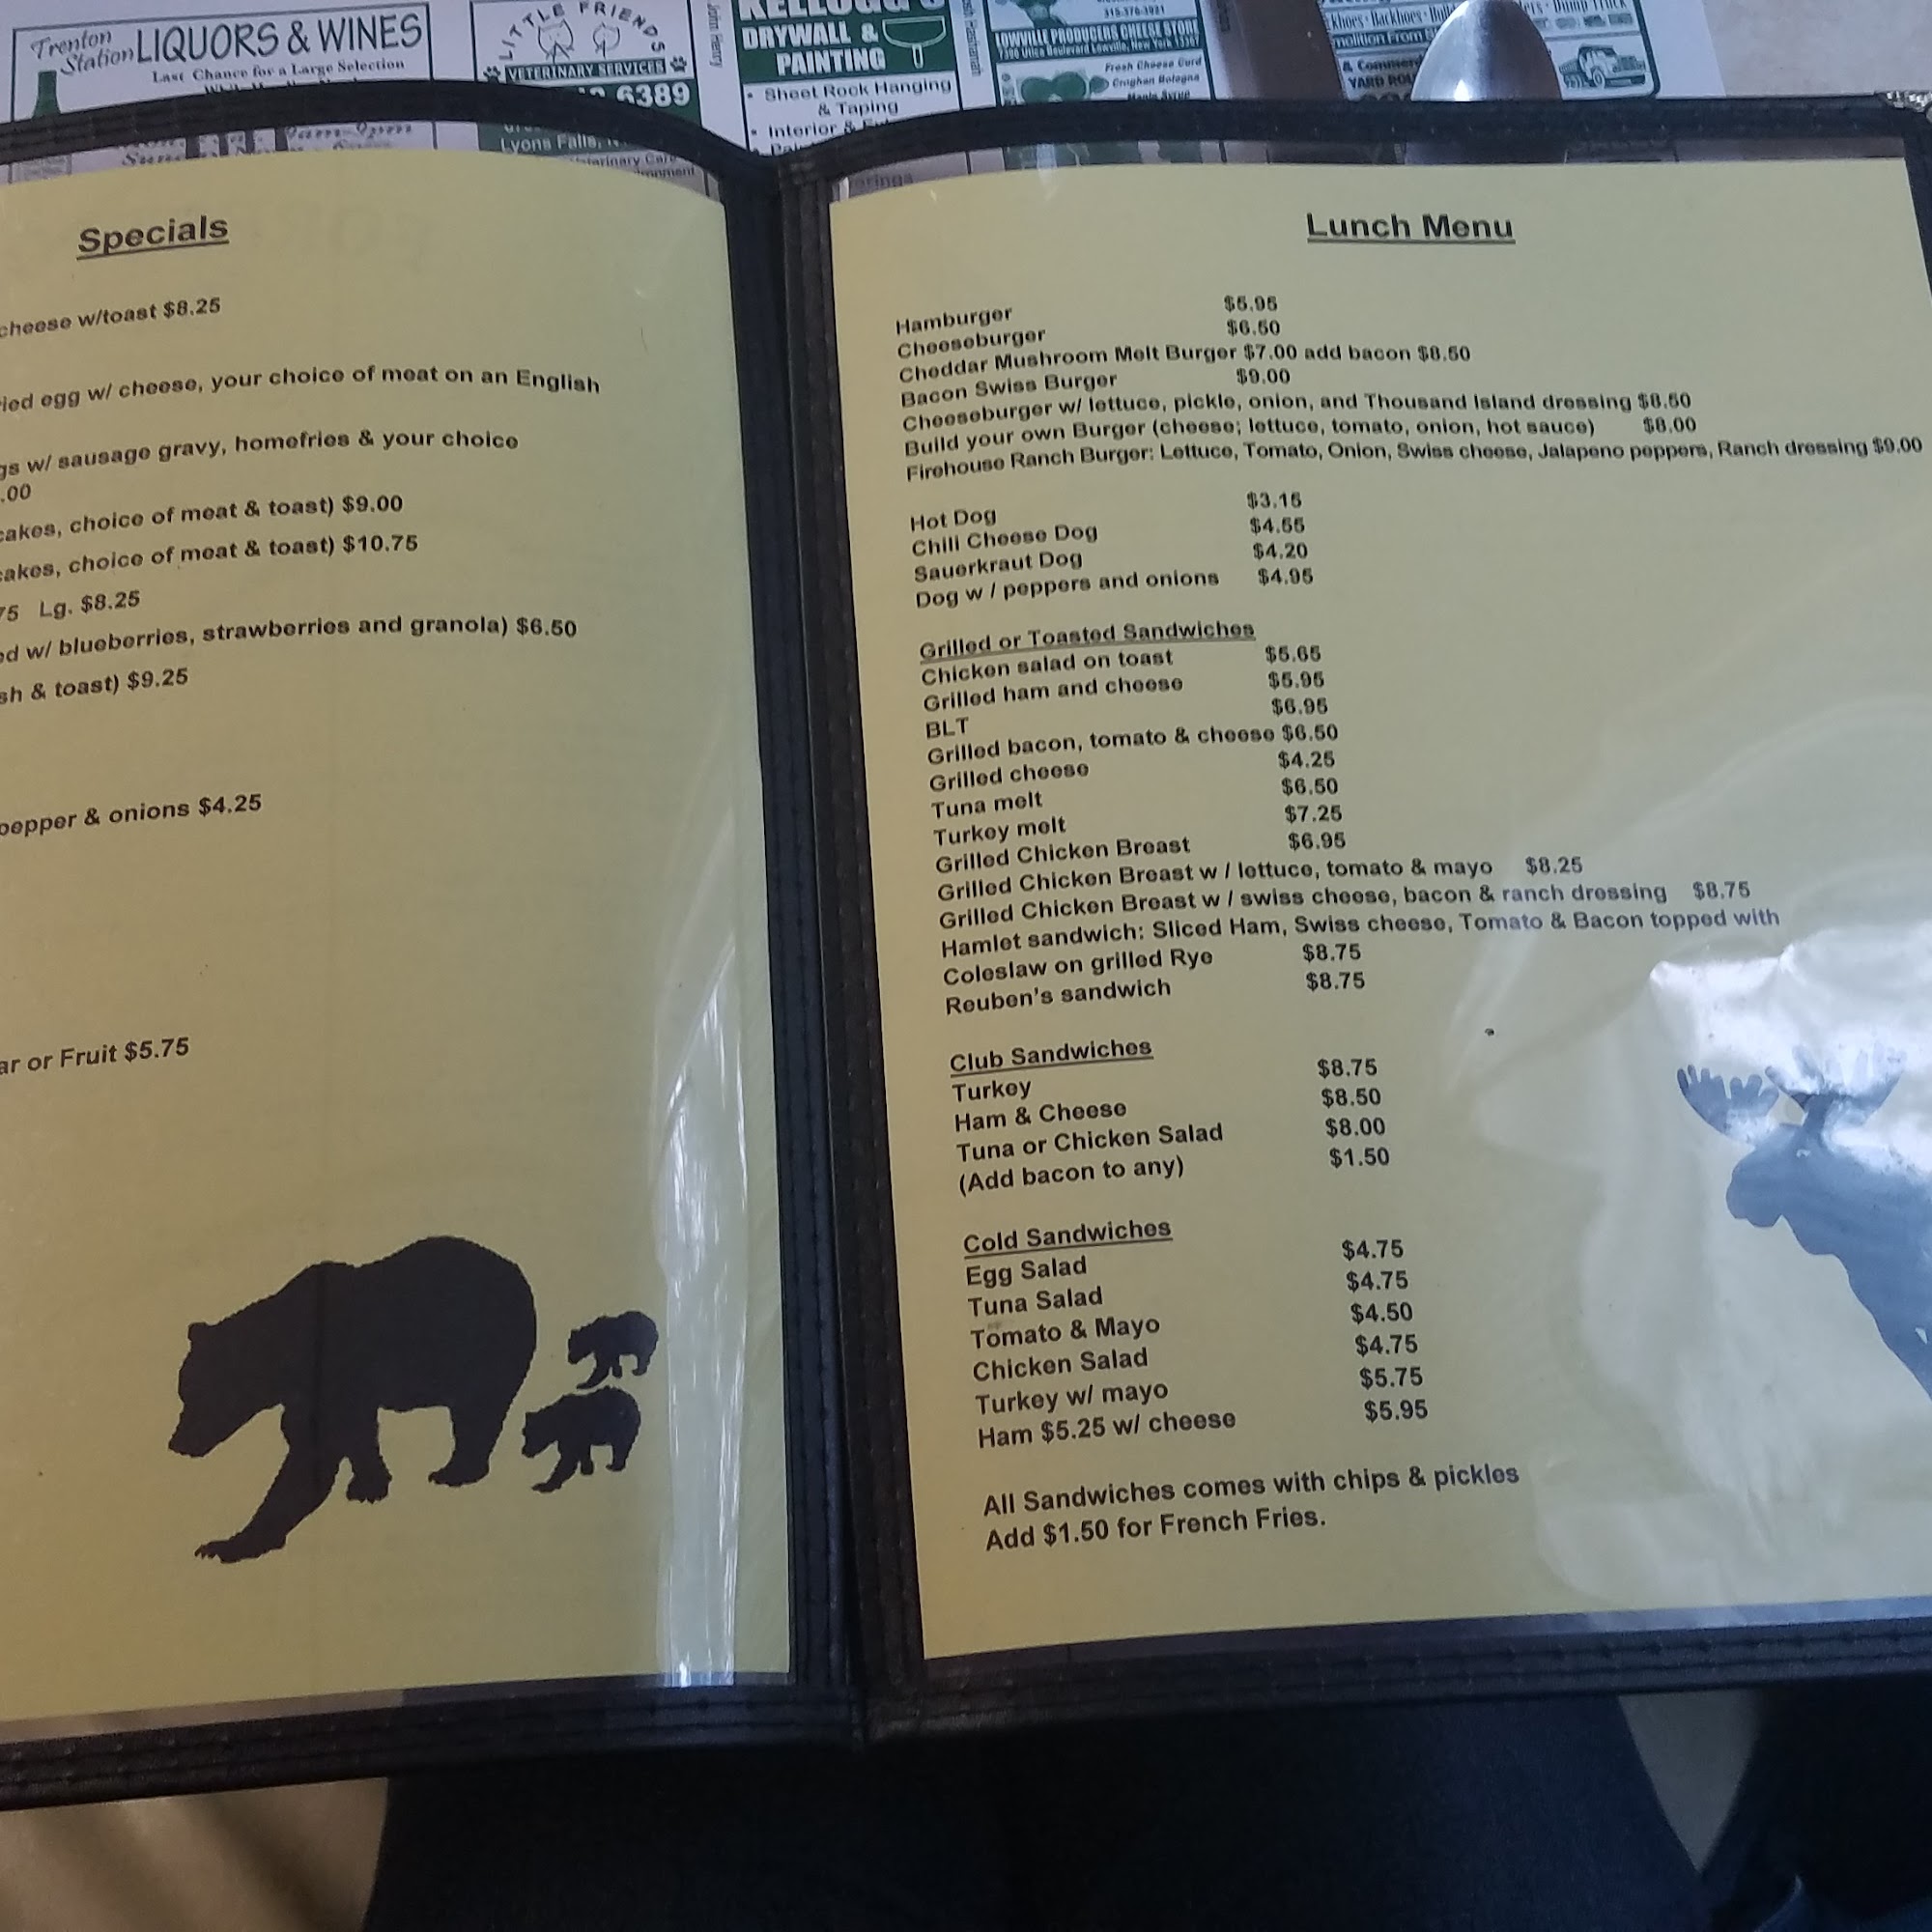 Trenton
Station LIQUORS & WINES
Last Chance for a Large Selection
LITTLE FRIENDS
VETERINARY SERVICES
6389
Lyons Falls,
John Henry
DRYWALL &
PAINTING
• Sheet Rock Hanging
& Taping
• Interior &
315-376-3921
LOWVILLE PRODUCERS CHEESE STORE
Fresh Cheese Curd
Croghan Bologna
Maple Syrup
YARD
Specials
cheese w/toast $8.25
ied egg w/ cheese, your choice of meat on an English
gs w/ sausage gravy, homefries & your choice
.00
cakes, choice of meat & toast) $9.00
cakes, choice of meat & toast) $10.75
75 Lg. $8.25
ed w/ blueberries, strawberries and granola) $6.50
sh & toast) $9.25
pepper & onions $4.25
ar or Fruit $5.75
Lunch Menu
Hamburger $5.95
Cheeseburger $6.50
Cheddar Mushroom Melt Burger $7.00 add bacon $8.50
Bacon Swiss Burger $9.00
Cheeseburger w/ lettuce, pickle, onion, and Thousand Island dressing $8.50
Build your own Burger (cheese; lettuce, tomato, onion, hot sauce) $8.00
Firehouse Ranch Burger: Lettuce, Tomato, Onion, Swiss cheese, Jalapeno peppers, Ranch dressing $9.00
Hot Dog $3.15
Chili Cheese Dog $4.55
Sauerkraut Dog $4.20
Dog w / peppers and onions $4.95
Grilled or Toasted Sandwiches
Chicken salad on toast $5.65
Grilled ham and cheese $5.95
BLT $6.95
Grilled bacon, tomato & cheese $6.50
Grilled cheese $4.25
Tuna melt $6.50
Turkey melt $7.25
Grilled Chicken Breast $6.95
Grilled Chicken Breast w / lettuce, tomato & mayo $8.25
Grilled Chicken Breast w / swiss cheese, bacon & ranch dressing $8.75
Hamlet sandwich: Sliced Ham, Swiss cheese, Tomato & Bacon topped with
Coleslaw on grilled Rye $8.75
Reuben's sandwich $8.75
Club Sandwiches
Turkey $8.75
Ham & Cheese $8.50
Tuna or Chicken Salad $8.00
(Add bacon to any) $1.50
Cold Sandwiches
Egg Salad $4.75
Tuna Salad $4.75
Tomato & Mayo $4.50
Chicken Salad $4.75
Turkey w/ mayo $5.75
Ham $5.25 w/ cheese $5.95
All Sandwiches comes with chips & pickles
Add $1.50 for French Fries.